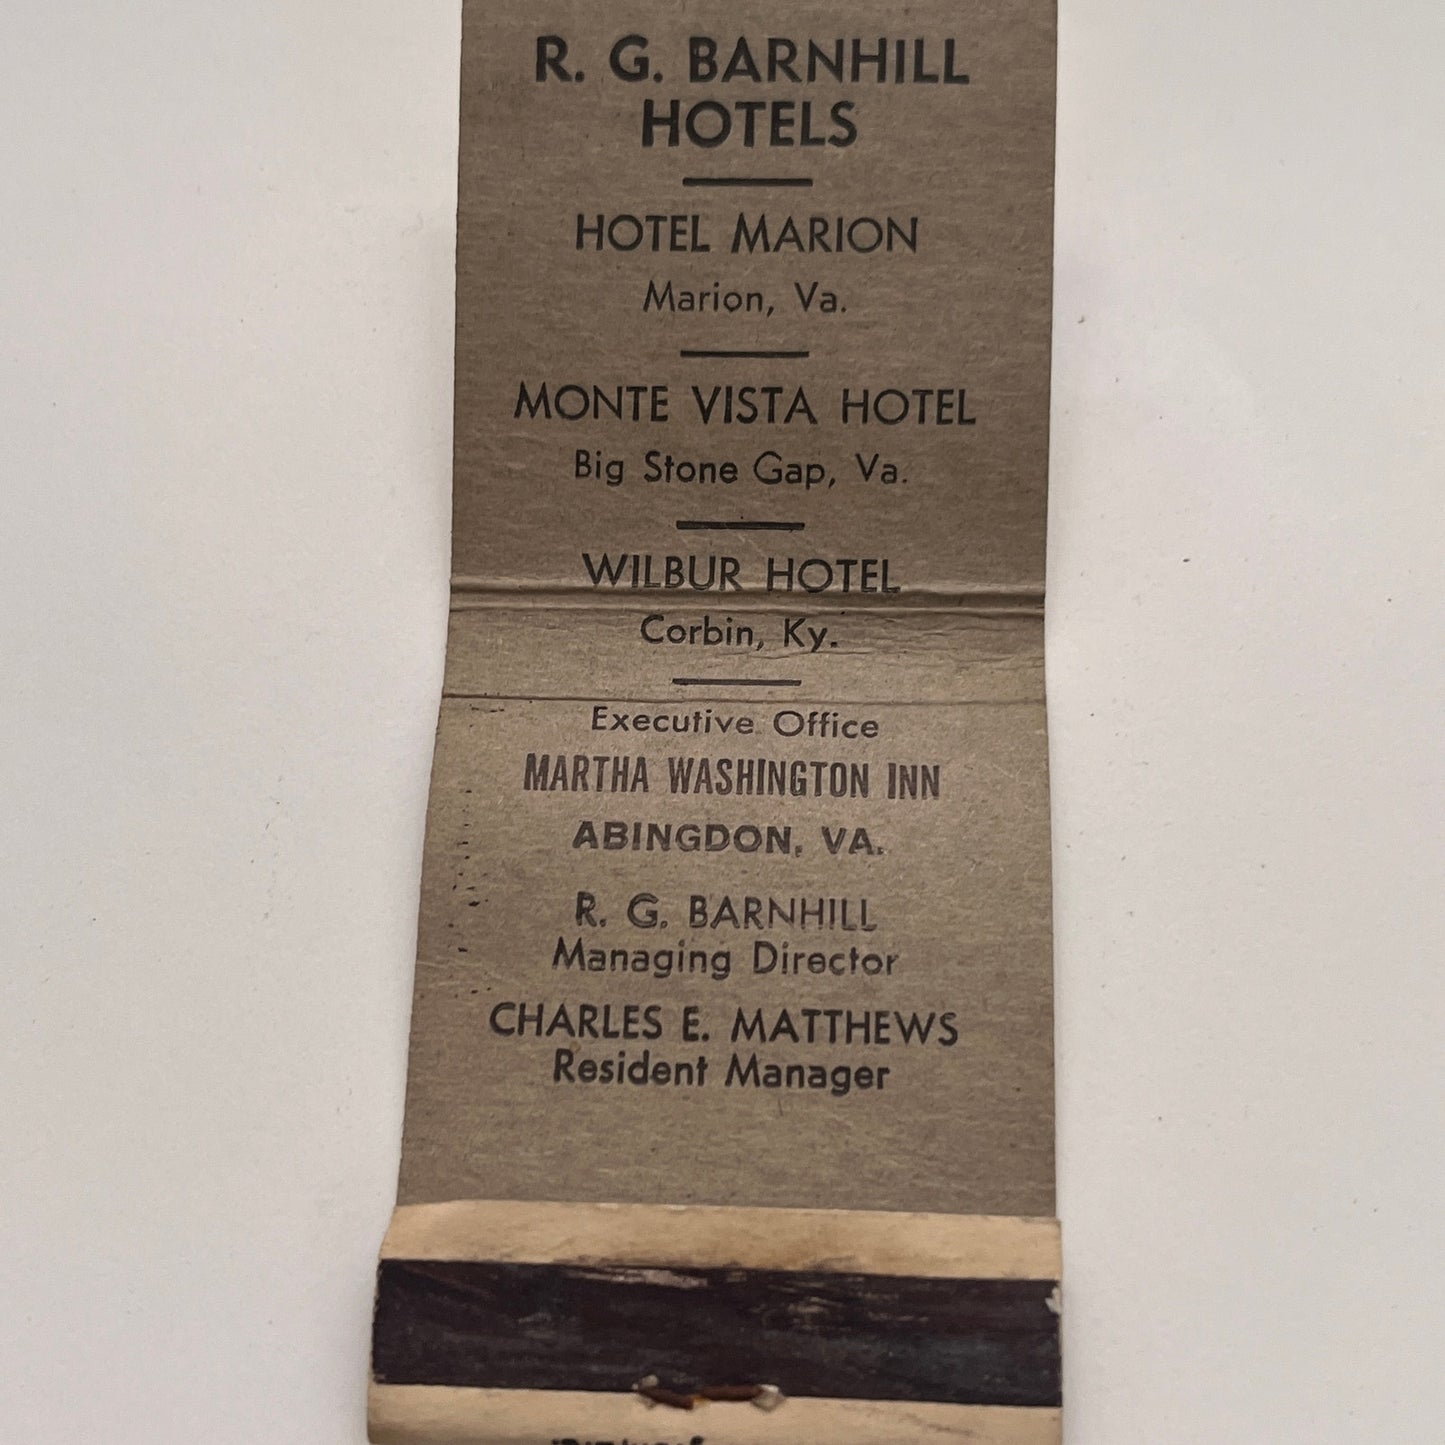 R. G. BARNHILL
HOTELS
HOTEL MARION
Marion, Va.
MONTE VISTA HOTEL
Big Stone Gap, Va.
WILBUR HOTEL
Corbin, Ky.
Executive Office
MARTHA WASHINGTON INN
ABINGDON, VA.
R. G. BARNHILL
Managing Director
CHARLES E. MATTHEWS
Resident Manager